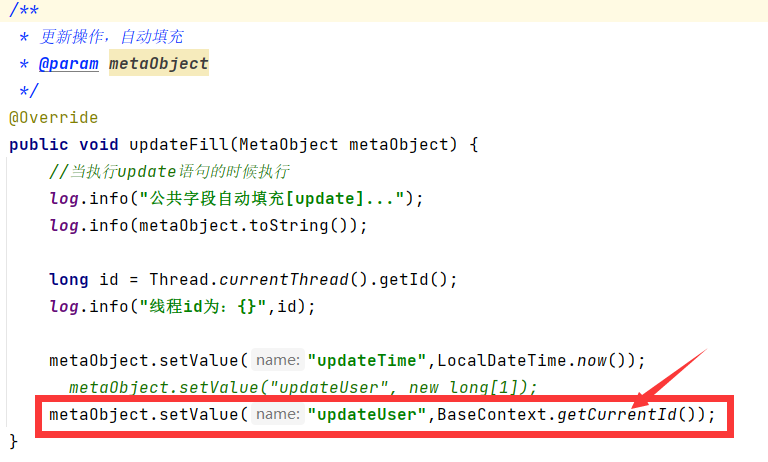 /**
 * 更新操作，自动填充
 * @param metaObject
 */
@Override
public void updateFill(MetaObject metaObject) {
    //当执行update语句的时候执行
    log.info("公共字段自动填充[update]...");
    log.info(metaObject.toString());
    long id = Thread.currentThread().getId();
    log.info("线程id为：{}",id);
    metaObject.setValue( name: "updateTime",LocalDateTime.now());
      metaObject.setValue("updateUser", new long[1]);
    metaObject.setValue( name: "updateUser",BaseContext.getCurrentId());
}